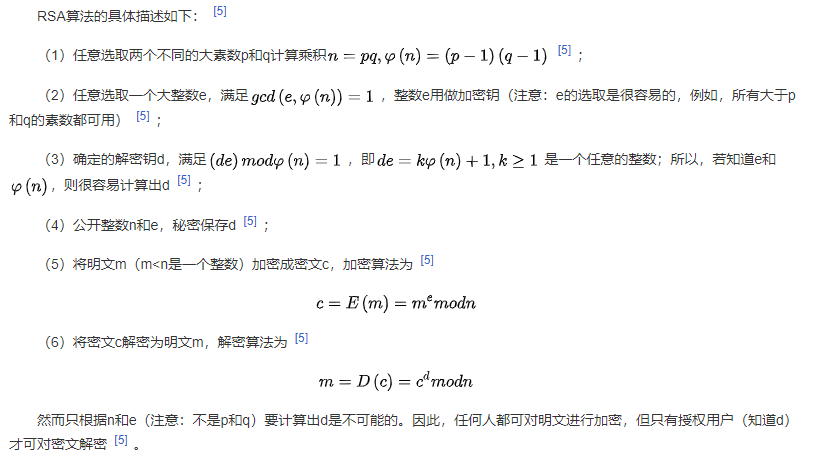 RSA算法的具体描述如下： [5]
（1）任意选取两个不同的大素数p和q计算乘积n = pq, φ(n) = (p − 1)(q − 1) [5] ；
（2）任意选取一个大整数e，满足gcd(e, φ(n)) = 1 ，整数e用做加密钥（注意：e的选取是很容易的，例如，所有大于p
和q的素数都可用） [5] ；
（3）确定的解密钥d，满足(de) modφ(n) = 1 ，即de = kφ(n) + 1, k ≥ 1 是一个任意的整数；所以，若知道e和
φ(n)，则很容易计算出d [5] ；
（4）公开整数n和e，秘密保存d [5] ；
（5）将明文m（m<n是一个整数）加密成密文c，加密算法为 [5]
c = E(m) = m^e modn
（6）将密文c解密为明文m，解密算法为 [5]
m = D(c) = c^d modn
然而只根据n和e（注意：不是p和q）要计算出d是不可能的。因此，任何人都可对明文进行加密，但只有授权用户（知道d）
才可对密文解密 [5] 。